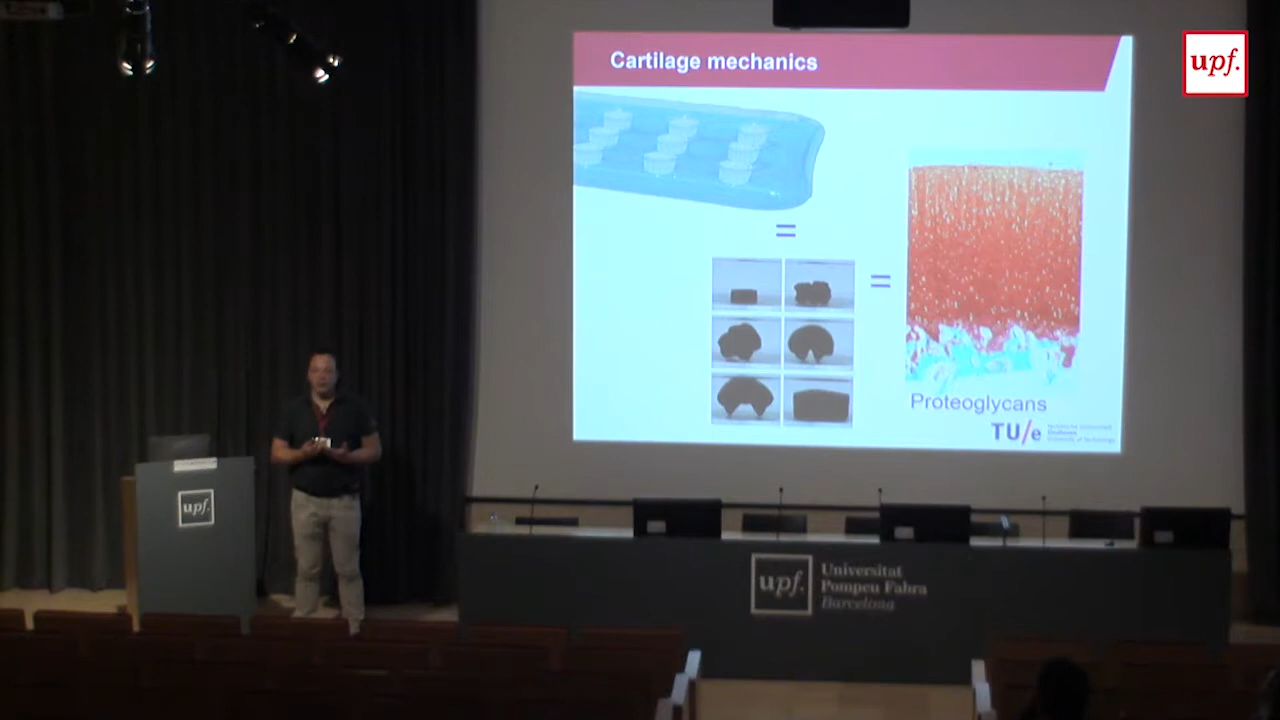 Cartilage mechanics
upf.
=
=
Proteoglycans
TU/e
upf.
upf.
Universitat
Pompeu Fabra
Barcelona